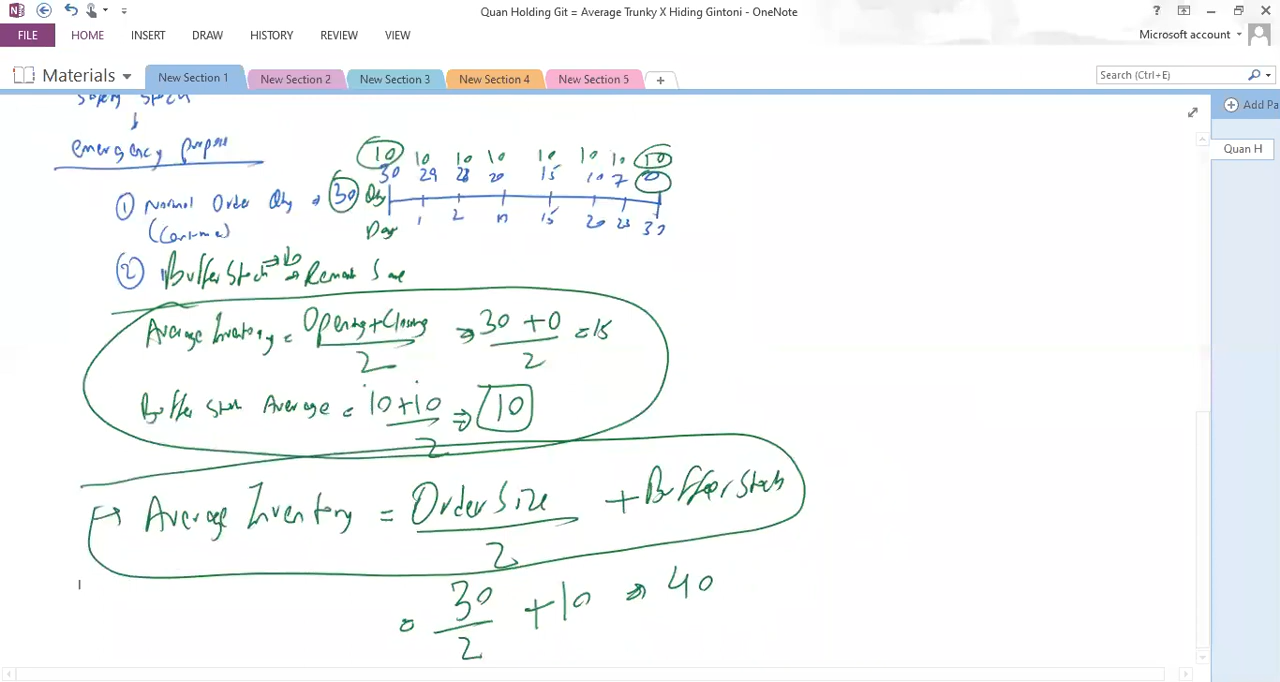 Quan Holding Git = Average Trunky X Hiding Gintoni - OneNote
FILE HOME INSERT DRAW HISTORY REVIEW VIEW
Microsoft account
Materials New Section 1 New Section 2 New Section 3 New Section 4 New Section 5 +
Search (Ctrl+E)
Add Pa
Quan H
Safety Stock
emergency purpose
10 10 10 10 10 10 10 10
30 29 28 20 15 10 7 0
① Normal Order Qty 30 Qty
Days 1 2 10 15 20 23 30
② Buffer Stock ⇒ 10 → Remain Same
Average Inventory = Opening + Closing / 2 ⇒ 30 + 0 / 2 = 15
Buffer Stock Average = 10 + 10 / 2 ⇒ 10
→ Average Inventory = Order Size / 2 + Buffer Stock
= 30 / 2 + 10 ⇒ 40